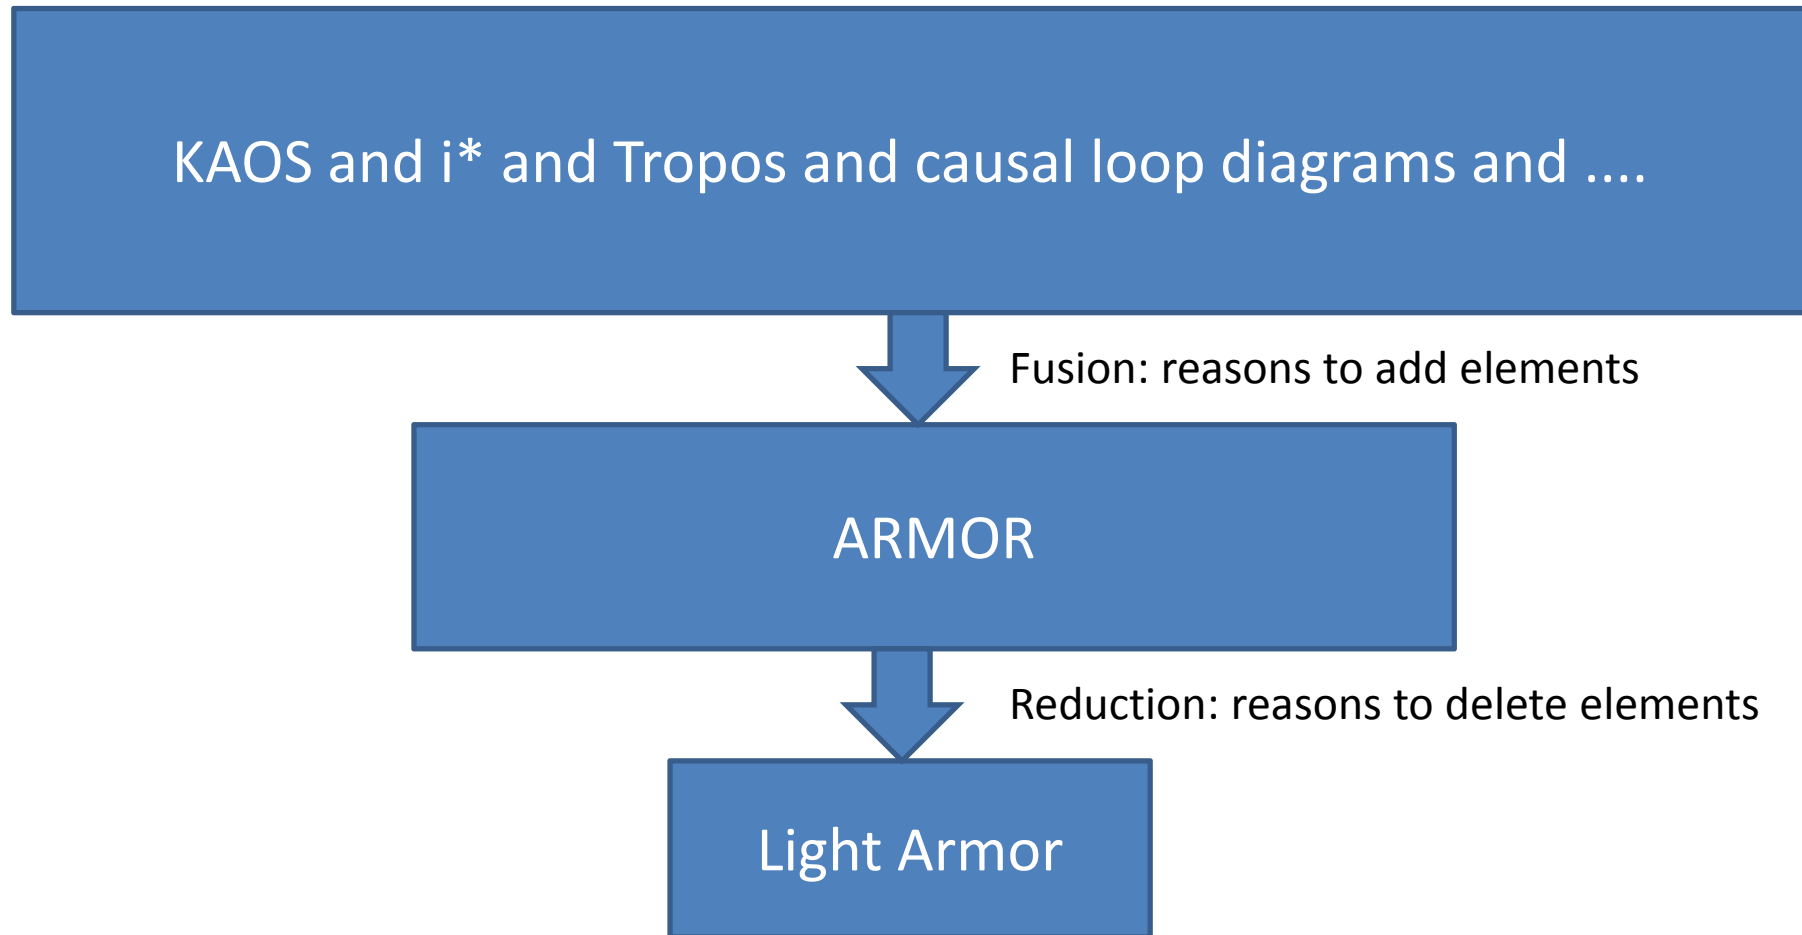 KAOS and i* and Tropos and causal loop diagrams and ....
Fusion: reasons to add elements
ARMOR
Reduction: reasons to delete elements
Light Armor